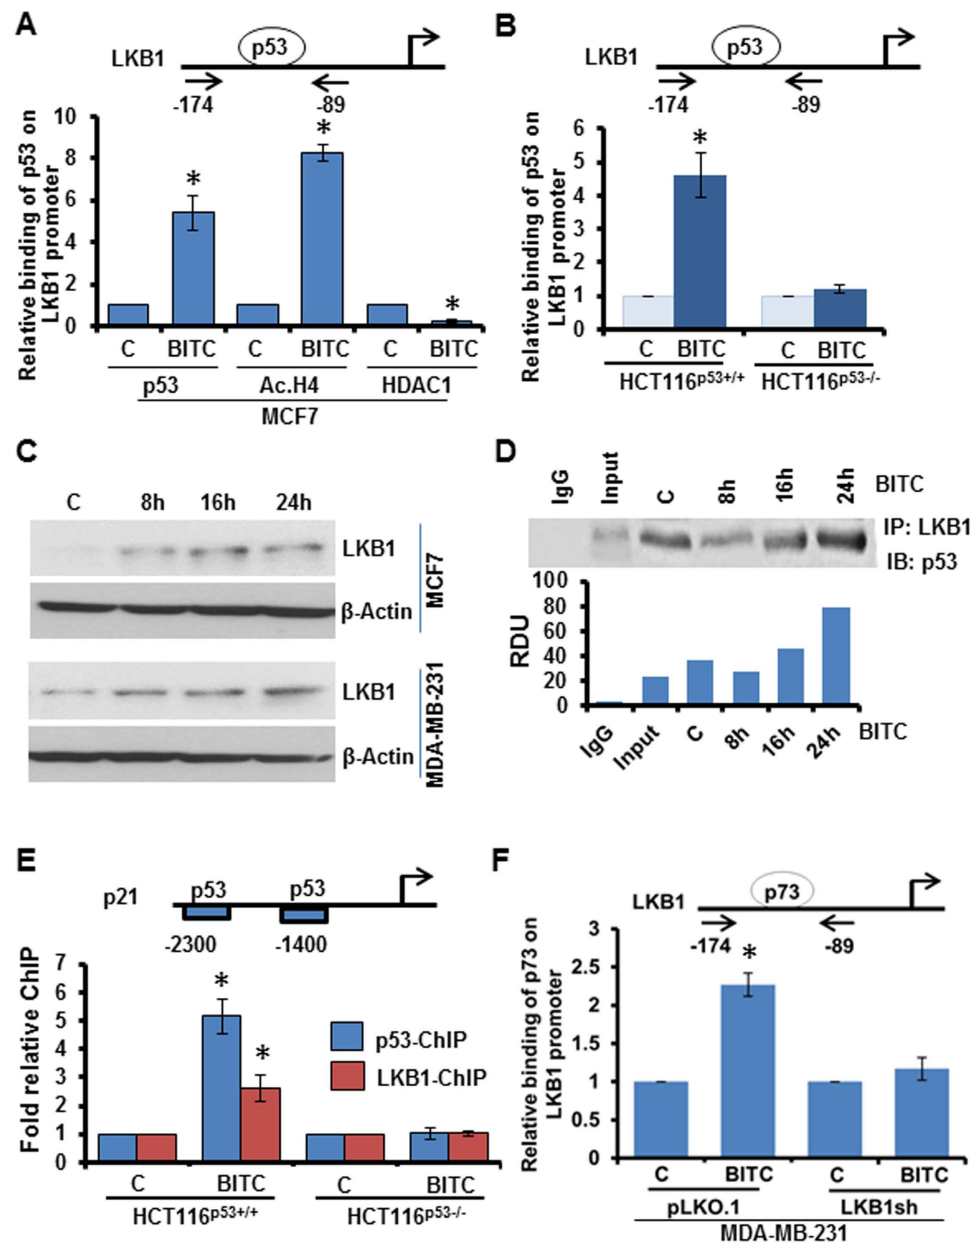 A
LKB1
p53
-174
-89
Relative binding of p53 on
LKB1 promoter
10
8
6
4
2
0
*
*
*
C BITC C BITC C BITC
p53 Ac.H4 HDAC1
MCF7
B
LKB1
p53
-174
-89
Relative binding of p53 on
LKB1 promoter
6
5
4
3
2
1
0
*
C BITC C BITC
HCT116p53+/+ HCT116p53-/-
C
C 8h 16h 24h
LKB1
β-Actin
MCF7
LKB1
β-Actin
MDA-MB-231
D
IgG Input C 8h 16h 24h BITC
IP: LKB1
IB: p53
RDU
100
80
60
40
20
0
IgG Input C 8h 16h 24h BITC
E
p21
p53 p53
-2300 -1400
Fold relative ChIP
7
6
5
4
3
2
1
0
*
*
p53-ChIP
LKB1-ChIP
C BITC C BITC
HCT116p53+/+ HCT116p53-/-
F
LKB1
p73
-174
-89
Relative binding of p73 on
LKB1 promoter
3
2.5
2
1.5
1
0.5
0
*
C BITC C BITC
pLKO.1 LKB1sh
MDA-MB-231